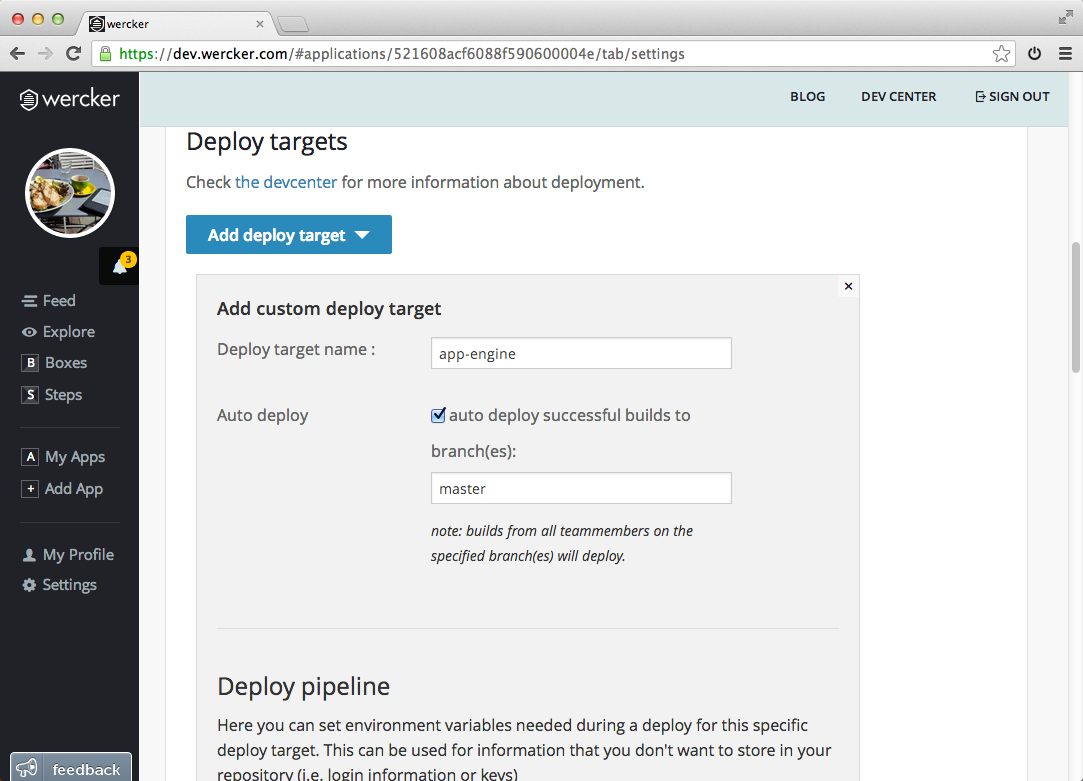 wercker
https://dev.wercker.com/#applications/521608acf6088f590600004e/tab/settings
wercker
BLOG
DEV CENTER
SIGN OUT
3
Feed
Explore
B Boxes
S Steps
A My Apps
+ Add App
My Profile
Settings
feedback
Deploy targets
Check the devcenter for more information about deployment.
Add deploy target
Add custom deploy target
Deploy target name :
app-engine
Auto deploy
auto deploy successful builds to
branch(es):
master
note: builds from all teammembers on the
specified branch(es) will deploy.
Deploy pipeline
Here you can set environment variables needed during a deploy for this specific
deploy target. This can be used for information that you don't want to store in your
repository (i.e. login information or keys)